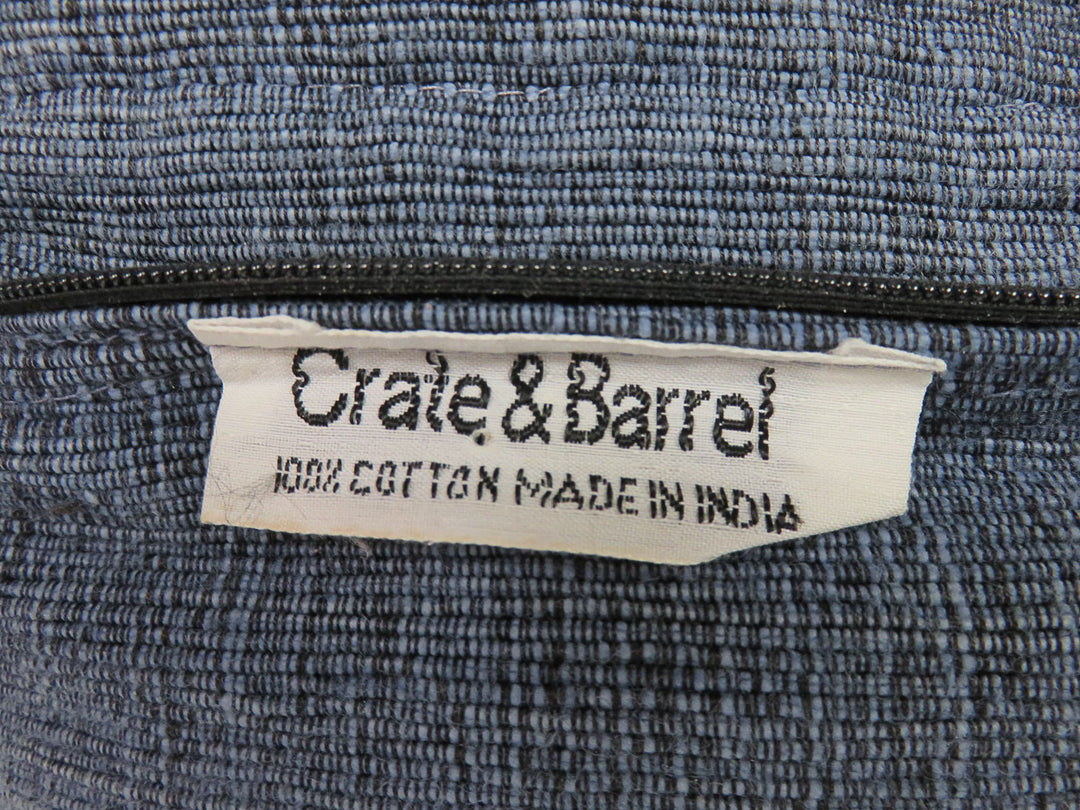 Crate & Barrel
100% COTTON MADE IN INDIA